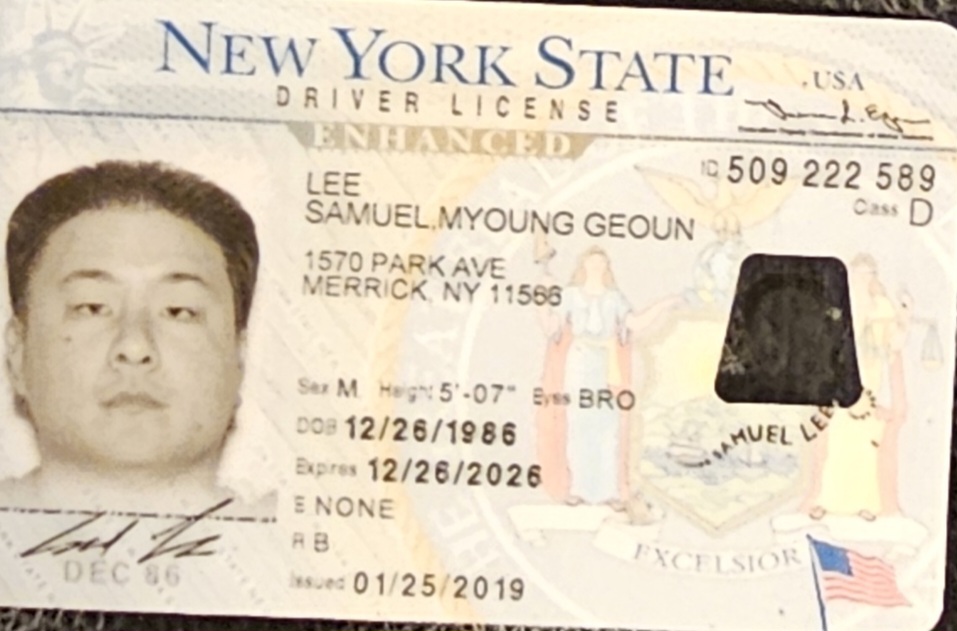 NEW YORK STATE
, USA
DRIVER LICENSE
ENHANCED
ID 509 222 589
Class D
LEE
SAMUEL,MYOUNG GEOUN
1570 PARK AVE
MERRICK, NY 11566
Sex M Height 5'-07" Eyes BRO
DOB 12/26/1986
Expires 12/26/2026
E NONE
R B
Issued 01/25/2019
DEC 86
SAMUEL LEE
EXCELSIOR